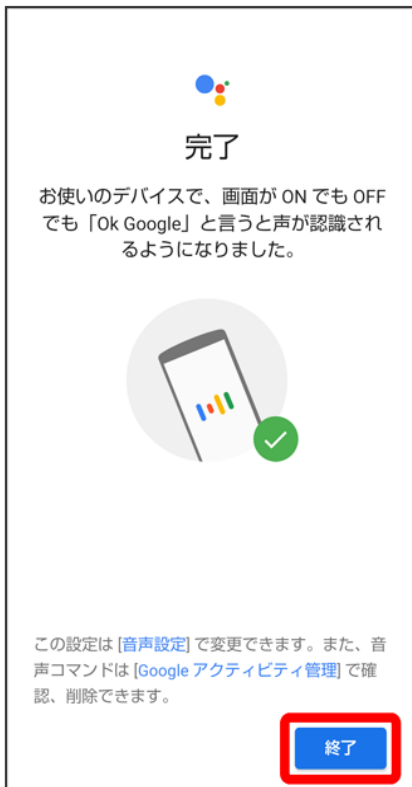 完了
お使いのデバイスで、画面が ON でも OFF
でも「Ok Google」と言うと声が認識され
るようになりました。
この設定は [音声設定] で変更できます。また、音
声コマンドは [Google アクティビティ管理] で確
認、削除できます。
終了